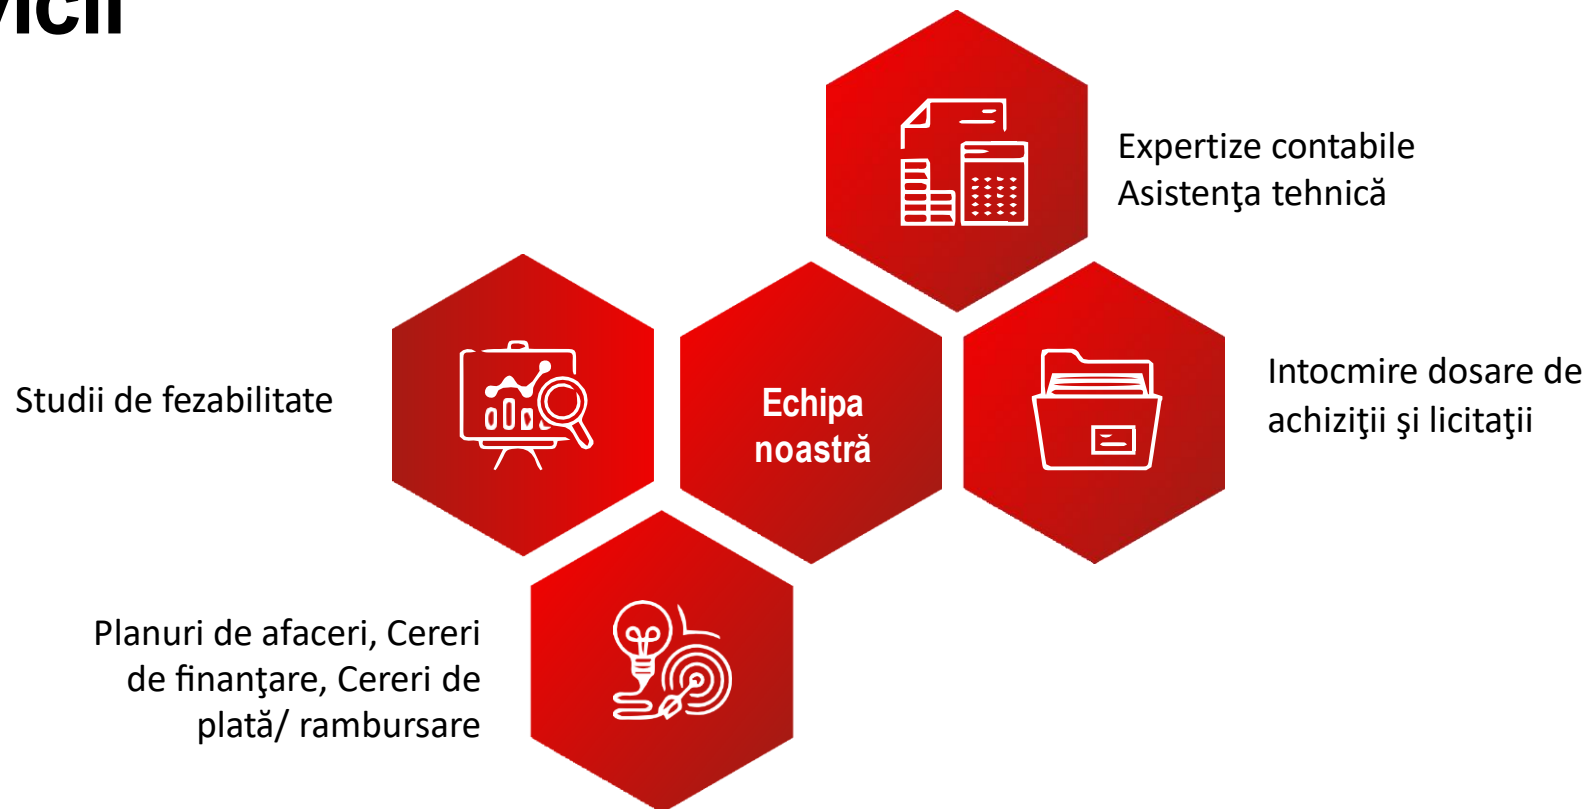 Expertize contabile
Asistenţa tehnică
Studii de fezabilitate
Echipa
noastră
Intocmire dosare de
achiziţii şi licitaţii
Planuri de afaceri, Cereri
de finanţare, Cereri de
plată/ rambursare